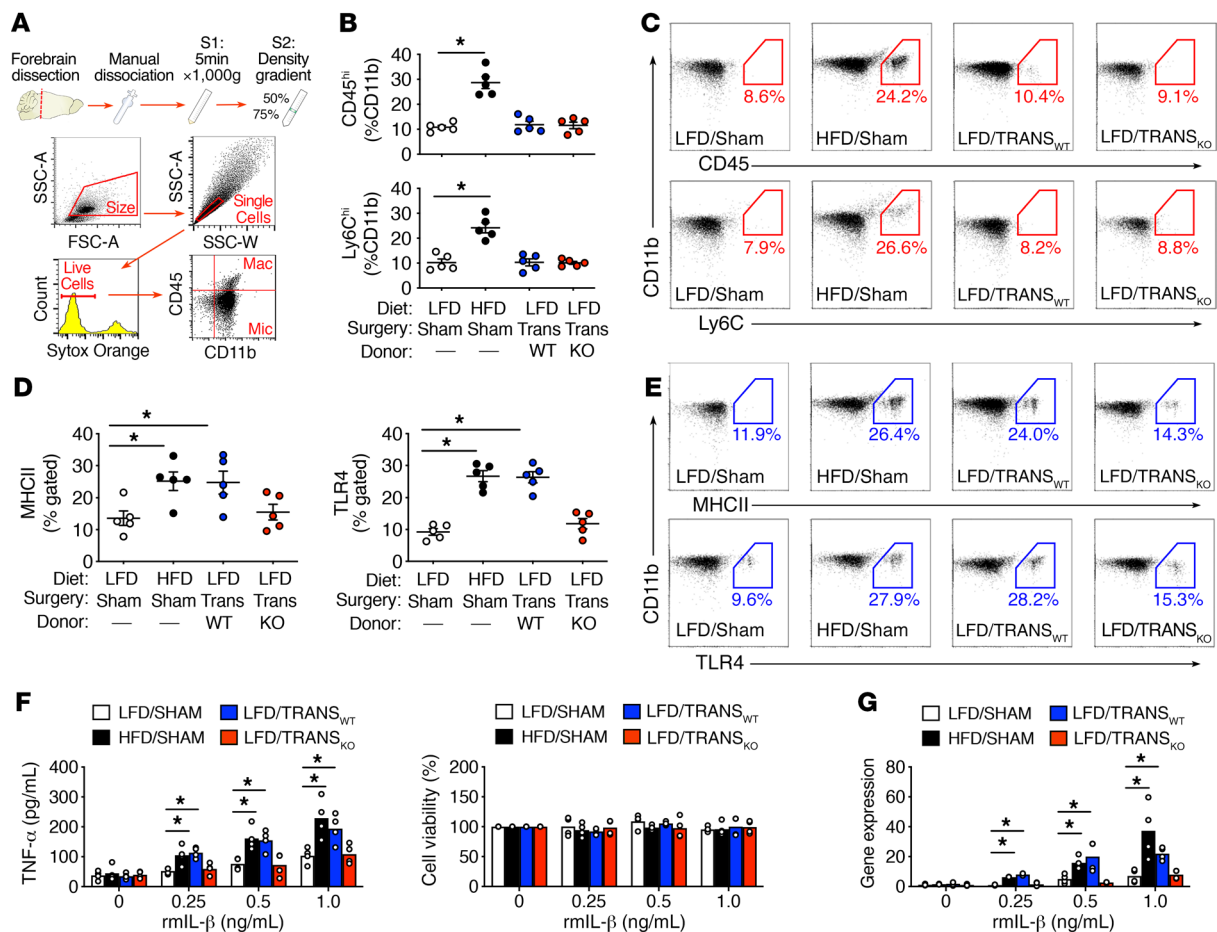 A
Forebrain dissection
Manual dissociation
S1: 5min ×1,000g
S2: Density gradient
50%
75%
SSC-A
Size
FSC-A
SSC-A
Single Cells
SSC-W
Count
Live Cells
Sytox Orange
CD45
Mac
Mic
CD11b
B
CD45hi (%CD11b)
40
30
20
10
0
*
Ly6Chi (%CD11b)
40
30
20
10
0
*
Diet: LFD HFD LFD LFD
Surgery: Sham Sham Trans Trans
Donor: — — WT KO
C
CD11b
8.6% 24.2% 10.4% 9.1%
LFD/Sham HFD/Sham LFD/TRANSWT LFD/TRANSKO
CD45
7.9% 26.6% 8.2% 8.8%
LFD/Sham HFD/Sham LFD/TRANSWT LFD/TRANSKO
Ly6C
D
MHCII (% gated)
40
30
20
10
0
*
*
Diet: LFD HFD LFD LFD
Surgery: Sham Sham Trans Trans
Donor: — — WT KO
TLR4 (% gated)
40
30
20
10
0
*
*
Diet: LFD HFD LFD LFD
Surgery: Sham Sham Trans Trans
Donor: — — WT KO
E
CD11b
11.9% 26.4% 24.0% 14.3%
LFD/Sham HFD/Sham LFD/TRANSWT LFD/TRANSKO
MHCII
9.6% 27.9% 28.2% 15.3%
LFD/Sham HFD/Sham LFD/TRANSWT LFD/TRANSKO
TLR4
F
LFD/SHAM LFD/TRANSWT
HFD/SHAM LFD/TRANSKO
TNF-α (pg/mL)
400
300
200
100
0
* * * * * *
0 0.25 0.5 1.0
rmIL-β (ng/mL)
LFD/SHAM LFD/TRANSWT
HFD/SHAM LFD/TRANSKO
Cell viability (%)
200
150
100
50
0
0 0.25 0.5 1.0
rmIL-β (ng/mL)
G
LFD/SHAM LFD/TRANSWT
HFD/SHAM LFD/TRANSKO
Gene expression
80
60
40
20
0
* * * * * *
0 0.25 0.5 1.0
rmIL-β (ng/mL)